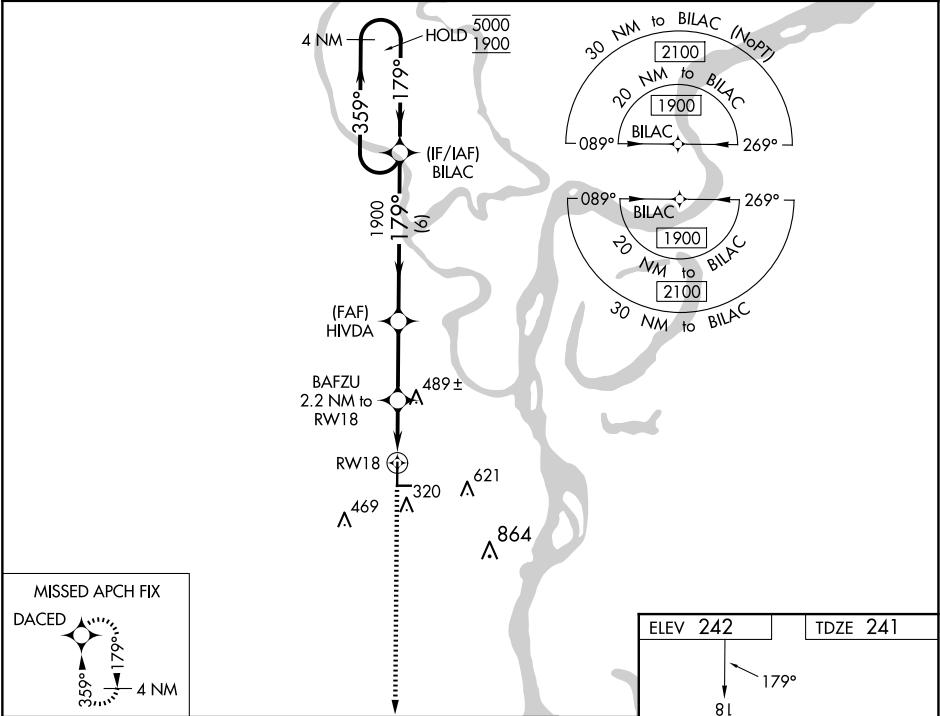 4 NM
HOLD 5000
1900
359°
179°
(IF/IAF)
BILAC
1900
179°
(6)
(FAF)
HIVDA
BAFZU
2.2 NM to
RW18
489 ±
RW18
320
621
469
864
30 NM to BILAC (NoPT)
2100
20 NM to BILAC
1900
BILAC
089°
269°
089°
269°
BILAC
1900
20 NM to BILAC
2100
30 NM to BILAC
MISSED APCH FIX
DACED
359°
179°
4 NM
ELEV 242
TDZE 241
179°
18